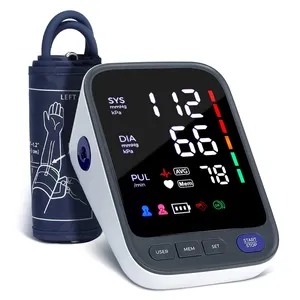 LEFT
SYS
mmHg
kPa
112
DIA
mmHg
kPa
66
PUL
/min
AVG
Mem
78
USER
MEM
SET
START
STOP